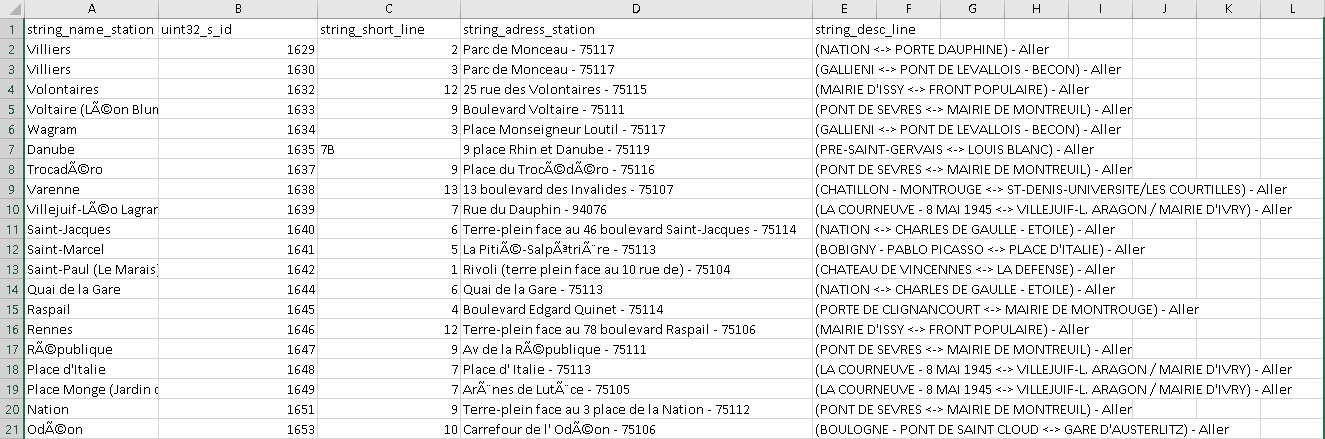 A B C D E F G H I J K L
1 string_name_station uint32_s_id string_short_line string_adress_station string_desc_line
2 Villiers 1629 2 Parc de Monceau - 75117 (NATION <-> PORTE DAUPHINE) - Aller
3 Villiers 1630 3 Parc de Monceau - 75117 (GALLIENI <-> PONT DE LEVALLOIS - BECON) - Aller
4 Volontaires 1632 12 25 rue des Volontaires - 75115 (MAIRIE D'ISSY <-> FRONT POPULAIRE) - Aller
5 Voltaire (LÃ©on Blun 1633 9 Boulevard Voltaire - 75111 (PONT DE SEVRES <-> MAIRIE DE MONTREUIL) - Aller
6 Wagram 1634 3 Place Monseigneur Loutil - 75117 (GALLIENI <-> PONT DE LEVALLOIS - BECON) - Aller
7 Danube 1635 7B 9 place Rhin et Danube - 75119 (PRE-SAINT-GERVAIS <-> LOUIS BLANC) - Aller
8 TrocadÃ©ro 1637 9 Place du TrocÃ©dÃ©ro - 75116 (PONT DE SEVRES <-> MAIRIE DE MONTREUIL) - Aller
9 Varenne 1638 13 13 boulevard des Invalides - 75107 (CHATILLON - MONTROUGE <-> ST-DENIS-UNIVERSITE/LES COURTILLES) - Aller
10 Villejuif-LÃ©o Lagrar 1639 7 Rue du Dauphin - 94076 (LA COURNEUVE - 8 MAI 1945 <-> VILLEJUIF-L. ARAGON / MAIRIE D'IVRY) - Aller
11 Saint-Jacques 1640 6 Terre-plein face au 46 boulevard Saint-Jacques - 75114 (NATION <-> CHARLES DE GAULLE - ETOILE) - Aller
12 Saint-Marcel 1641 5 La PitiÃ©-SalpÃªtriÃ¨re - 75113 (BOBIGNY - PABLO PICASSO <-> PLACE D'ITALIE) - Aller
13 Saint-Paul (Le Marais) 1642 1 Rivoli (terre plein face au 10 rue de) - 75104 (CHATEAU DE VINCENNES <-> LA DEFENSE) - Aller
14 Quai de la Gare 1644 6 Quai de la Gare - 75113 (NATION <-> CHARLES DE GAULLE - ETOILE) - Aller
15 Raspail 1645 4 Boulevard Edgard Quinet - 75114 (PORTE DE CLIGNANCOURT <-> MAIRIE DE MONTROUGE) - Aller
16 Rennes 1646 12 Terre-plein face au 78 boulevard Raspail - 75106 (MAIRIE D'ISSY <-> FRONT POPULAIRE) - Aller
17 RÃ©publique 1647 9 Av de la RÃ©publique - 75111 (PONT DE SEVRES <-> MAIRIE DE MONTREUIL) - Aller
18 Place d'Italie 1648 7 Place d' Italie - 75113 (LA COURNEUVE - 8 MAI 1945 <-> VILLEJUIF-L. ARAGON / MAIRIE D'IVRY) - Aller
19 Place Monge (Jardin d 1649 7 ArÃ¨nes de LutÃ¨ce - 75105 (LA COURNEUVE - 8 MAI 1945 <-> VILLEJUIF-L. ARAGON / MAIRIE D'IVRY) - Aller
20 Nation 1651 9 Terre-plein face au 3 place de la Nation - 75112 (PONT DE SEVRES <-> MAIRIE DE MONTREUIL) - Aller
21 OdÃ©on 1653 10 Carrefour de l' OdÃ©on - 75106 (BOULOGNE - PONT DE SAINT CLOUD <-> GARE D'AUSTERLITZ) - Aller